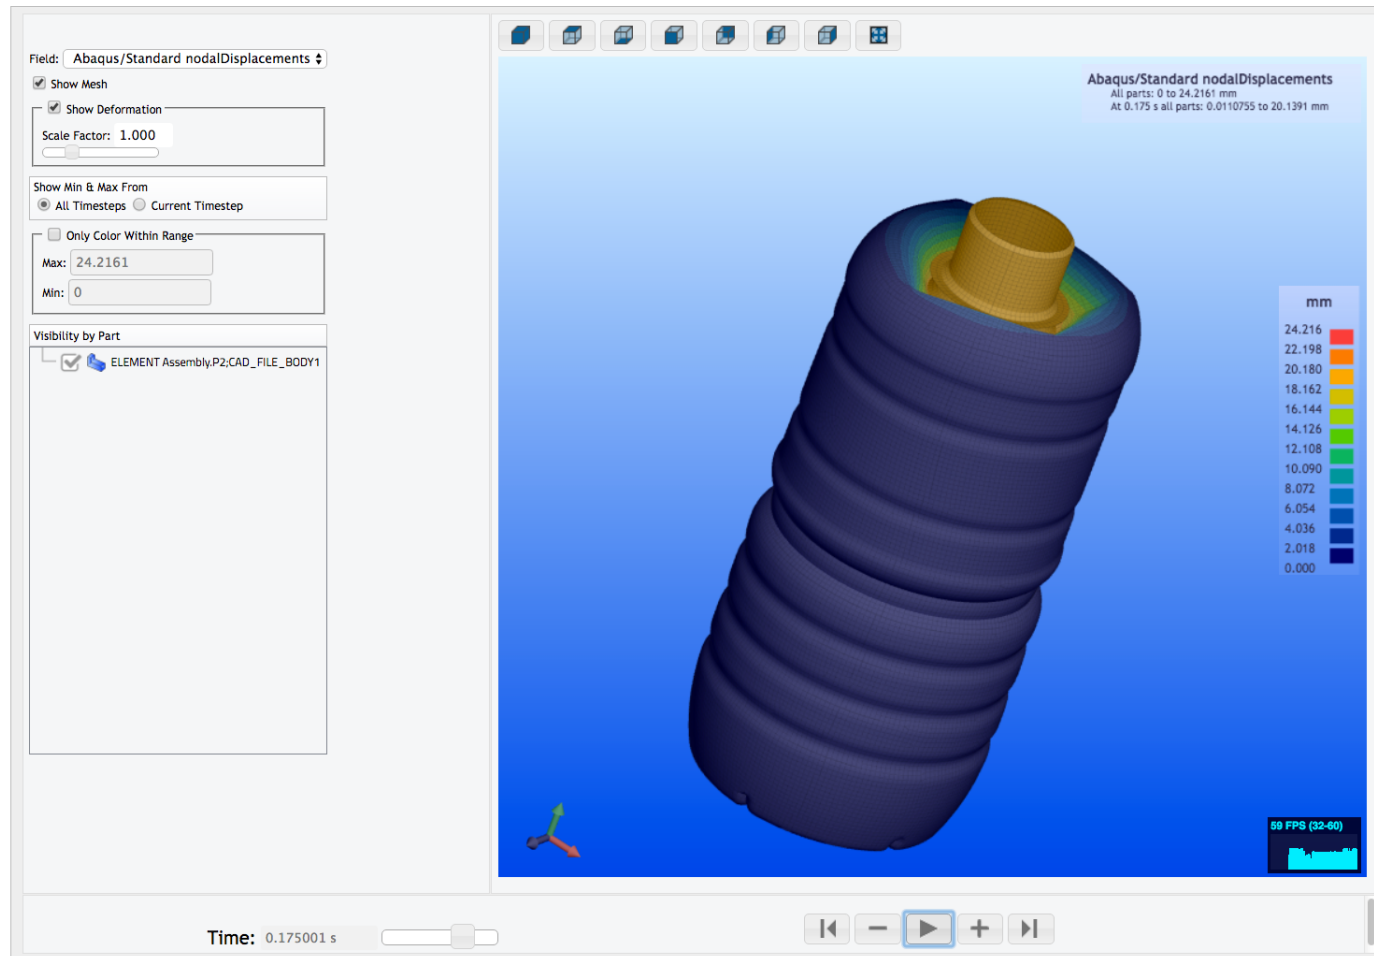 Field: Abaqus/Standard nodalDisplacements
Show Mesh
Show Deformation
Scale Factor: 1.000
Show Min & Max From
All Timesteps Current Timestep
Only Color Within Range
Max: 24.2161
Min: 0
Visibility by Part
ELEMENT Assembly.P2;CAD_FILE_BODY1
Abaqus/Standard nodalDisplacements
All parts: 0 to 24.2161 mm
At 0.175 s all parts: 0.0110755 to 20.1391 mm
mm
24.216
22.198
20.180
18.162
16.144
14.126
12.108
10.090
8.072
6.054
4.036
2.018
0.000
59 FPS (32-60)
Time: 0.175001 s